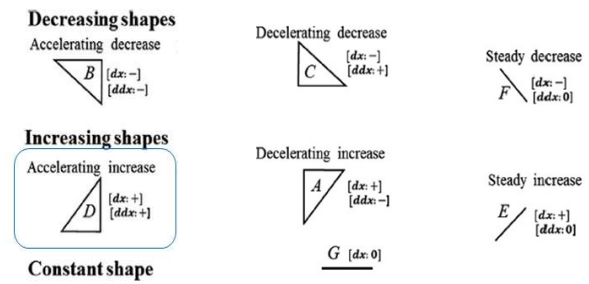 Decreasing shapes
Accelerating decrease
B [dx: −]
[ddx: −]
Decelerating decrease
C [dx: −]
[ddx: +]
Steady decrease
F [dx: −]
[ddx: 0]
Increasing shapes
Accelerating increase
D [dx: +]
[ddx: +]
Decelerating increase
A [dx: +]
[ddx: −]
Steady increase
E [dx: +]
[ddx: 0]
G [dx: 0]
Constant shape